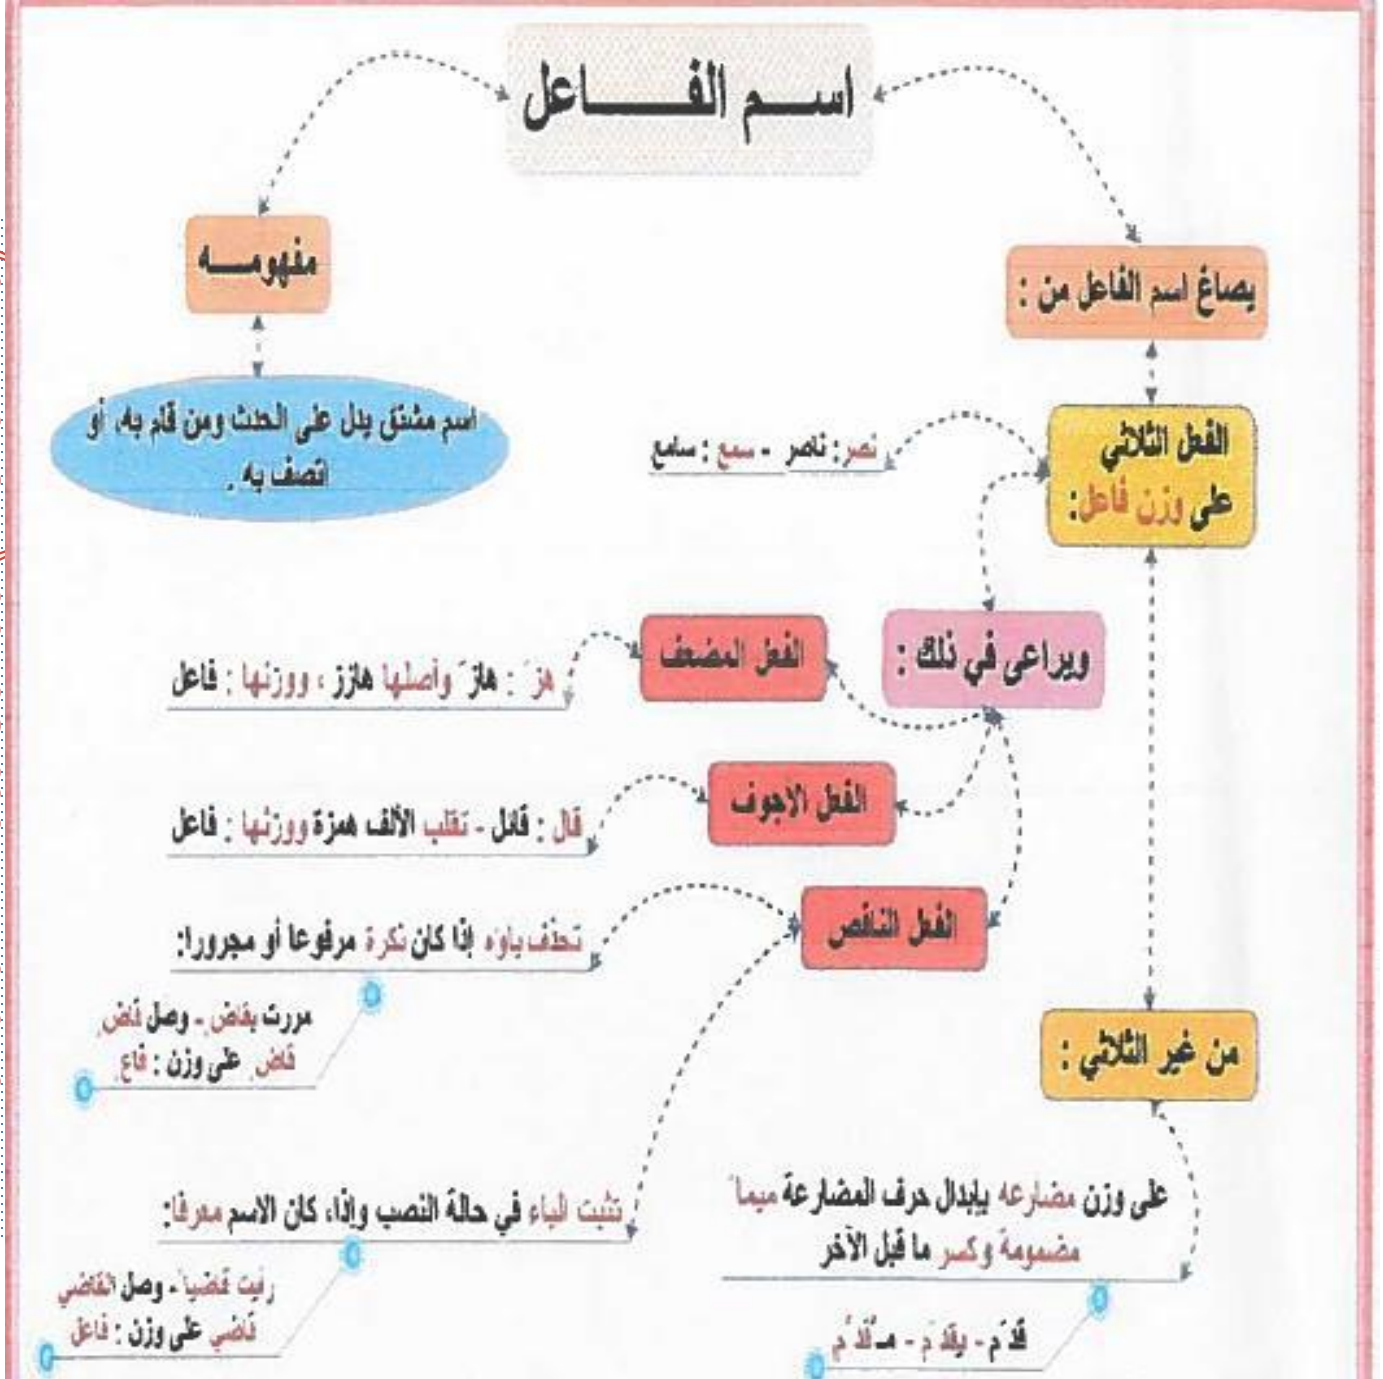 اسم الفاعل
مفهومه
اسم مشتق يدل على الحدث ومن قام به، أو
اتصف به .
يصاغ اسم الفاعل من :
الفعل الثلاثي
على وزن فاعل:
نصر: ناصر - سمع : سامع
ويراعى في ذلك :
الفعل المضعف
هزّ : هازّ وأصلها هازز ، ووزنها : فاعل
الفعل الأجوف
قال : قائل - تقلب الألف همزة ووزنها : فاعل
الفعل الناقص
تحذف ياؤه إذا كان نكرة مرفوعا أو مجرورا:
مررت بقاضٍ - وصل قاضٍ
قاضٍ على وزن : فاعٍ
تثبت الياء في حالة النصب وإذا، كان الاسم معرفا:
رفيت قاضيا - وصل القاضي
قاضي على وزن : فاعل
من غير الثلاثي :
على وزن مضارعه بإبدال حرف المضارعة ميماً
مضمومة وكسر ما قبل الآخر
قدّم - يقدّم - مُقدِّم